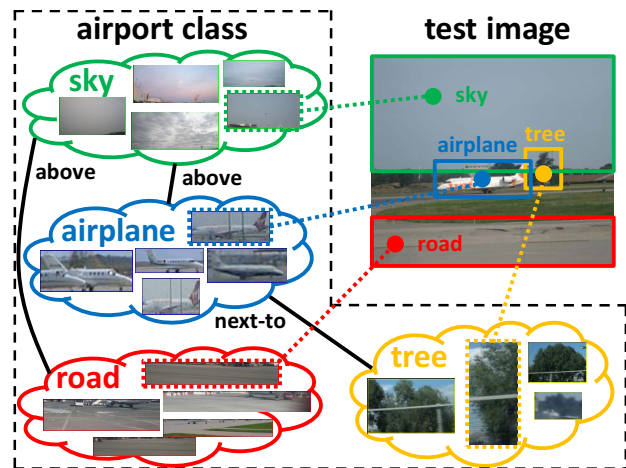 airport class
test image
sky
sky
above
above
airplane
tree
airplane
road
next-to
road
tree